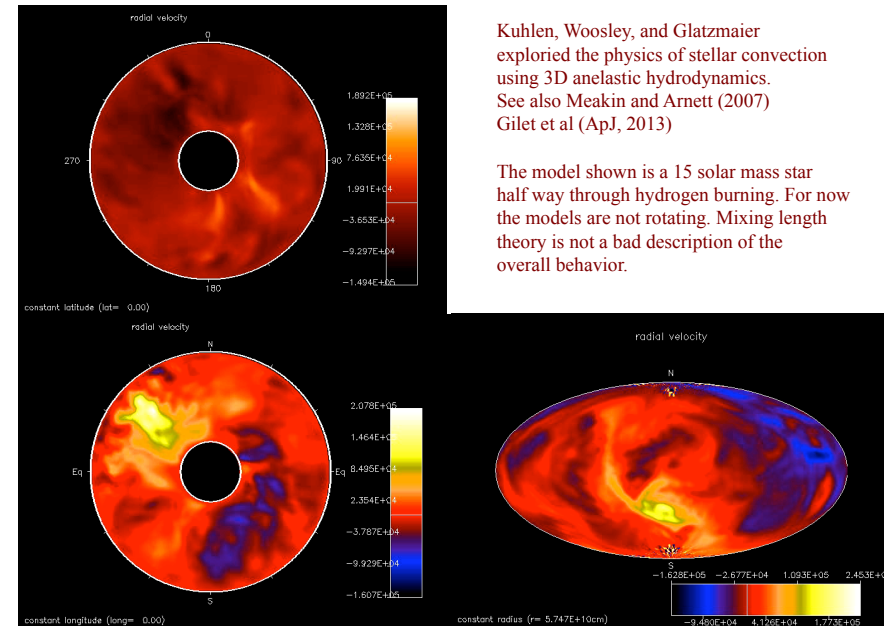 radial velocity
0
270
90
180
1.892E+05
1.328E+05
7.635E+04
1.991E+04
-3.653E+04
-9.297E+04
-1.494E+05
constant latitude (lat= 0.00)
Kuhlen, Woosley, and Glatzmaier
exploried the physics of stellar convection
using 3D anelastic hydrodynamics.
See also Meakin and Arnett (2007)
Gilet et al (ApJ, 2013)
The model shown is a 15 solar mass star
half way through hydrogen burning. For now
the models are not rotating. Mixing length
theory is not a bad description of the
overall behavior.
radial velocity
N
Eq
Eq
S
2.078E+05
1.464E+05
8.495E+04
2.354E+04
-3.787E+04
-9.929E+04
-1.607E+05
constant longitude (long= 0.00)
radial velocity
N
S
-1.628E+05 -2.677E+04 1.093E+05 2.453E+0
-9.480E+04 4.126E+04 1.773E+05
constant radius (r= 5.747E+10cm)